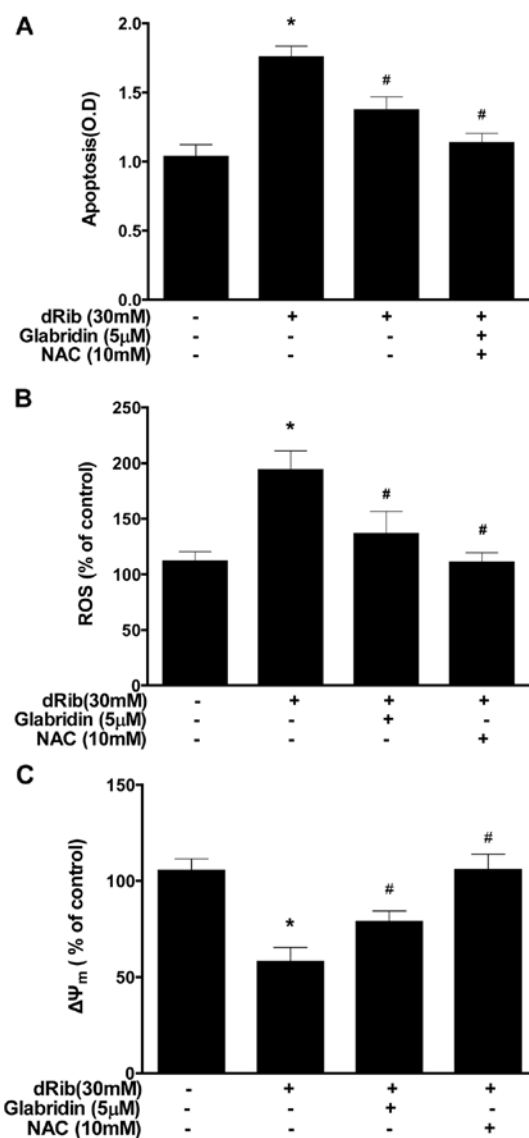 A
2.0
1.5
1.0
0.5
0.0
Apoptosis(O.D)
*
#
#
dRib (30mM) - + + +
Glabridin (5µM) - - - +
NAC (10mM) - - - +
B
250
200
150
100
50
0
ROS (% of control)
*
#
#
dRib(30mM) - + + +
Glabridin (5µM) - - + -
NAC (10mM) - - - +
C
150
100
50
0
ΔΨm ( % of control)
*
#
#
dRib(30mM) - + + +
Glabridin (5µM) - - + -
NAC (10mM) - - - +